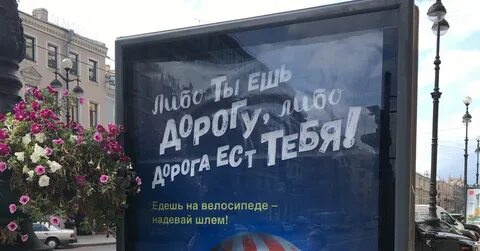 Либо Ты ешь
дорогу, либо
дорога ест Тебя!
Едешь на велосипеде –
надевай шлем!